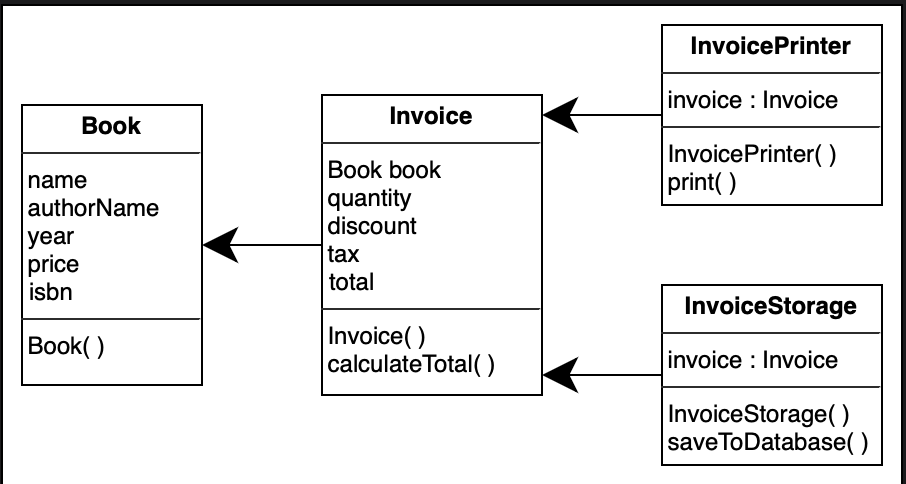 Book
name
authorName
year
price
isbn
Book( )
Invoice
Book book
quantity
discount
tax
total
Invoice( )
calculateTotal( )
InvoicePrinter
invoice : Invoice
InvoicePrinter( )
print( )
InvoiceStorage
invoice : Invoice
InvoiceStorage( )
saveToDatabase( )